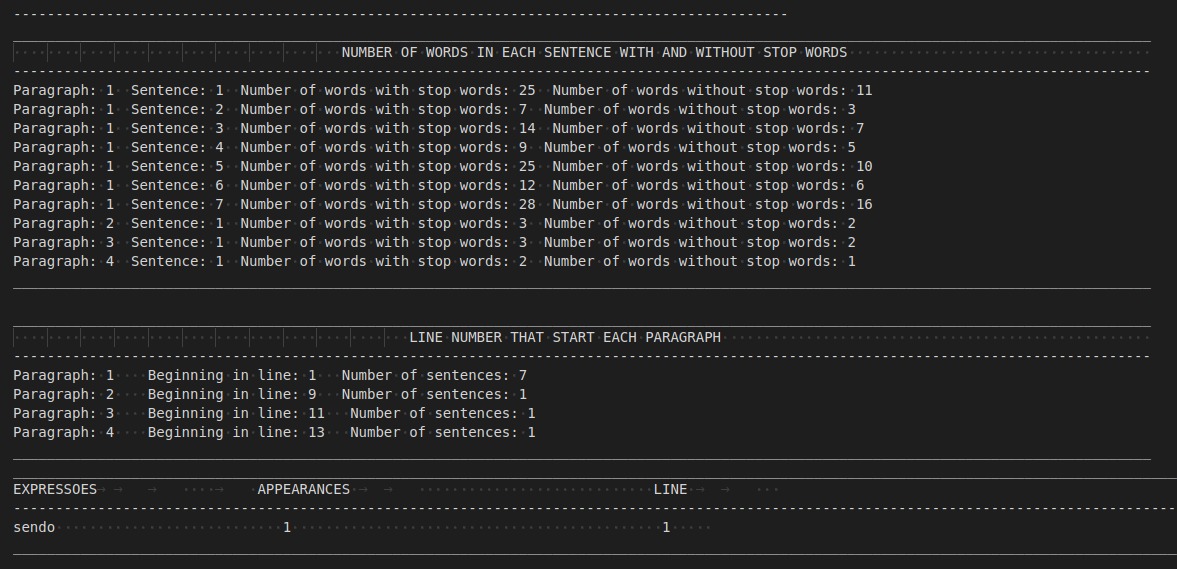 NUMBER OF WORDS IN EACH SENTENCE WITH AND WITHOUT STOP WORDS
Paragraph: 1  Sentence: 1  Number of words with stop words: 25  Number of words without stop words: 11
Paragraph: 1  Sentence: 2  Number of words with stop words: 7  Number of words without stop words: 3
Paragraph: 1  Sentence: 3  Number of words with stop words: 14  Number of words without stop words: 7
Paragraph: 1  Sentence: 4  Number of words with stop words: 9  Number of words without stop words: 5
Paragraph: 1  Sentence: 5  Number of words with stop words: 25  Number of words without stop words: 10
Paragraph: 1  Sentence: 6  Number of words with stop words: 12  Number of words without stop words: 6
Paragraph: 1  Sentence: 7  Number of words with stop words: 28  Number of words without stop words: 16
Paragraph: 2  Sentence: 1  Number of words with stop words: 3  Number of words without stop words: 2
Paragraph: 3  Sentence: 1  Number of words with stop words: 3  Number of words without stop words: 2
Paragraph: 4  Sentence: 1  Number of words with stop words: 2  Number of words without stop words: 1
LINE NUMBER THAT START EACH PARAGRAPH
Paragraph: 1    Beginning in line: 1   Number of sentences: 7
Paragraph: 2    Beginning in line: 9   Number of sentences: 1
Paragraph: 3    Beginning in line: 11   Number of sentences: 1
Paragraph: 4    Beginning in line: 13   Number of sentences: 1
EXPRESSOES    APPEARANCES    LINE
sendo    1    1